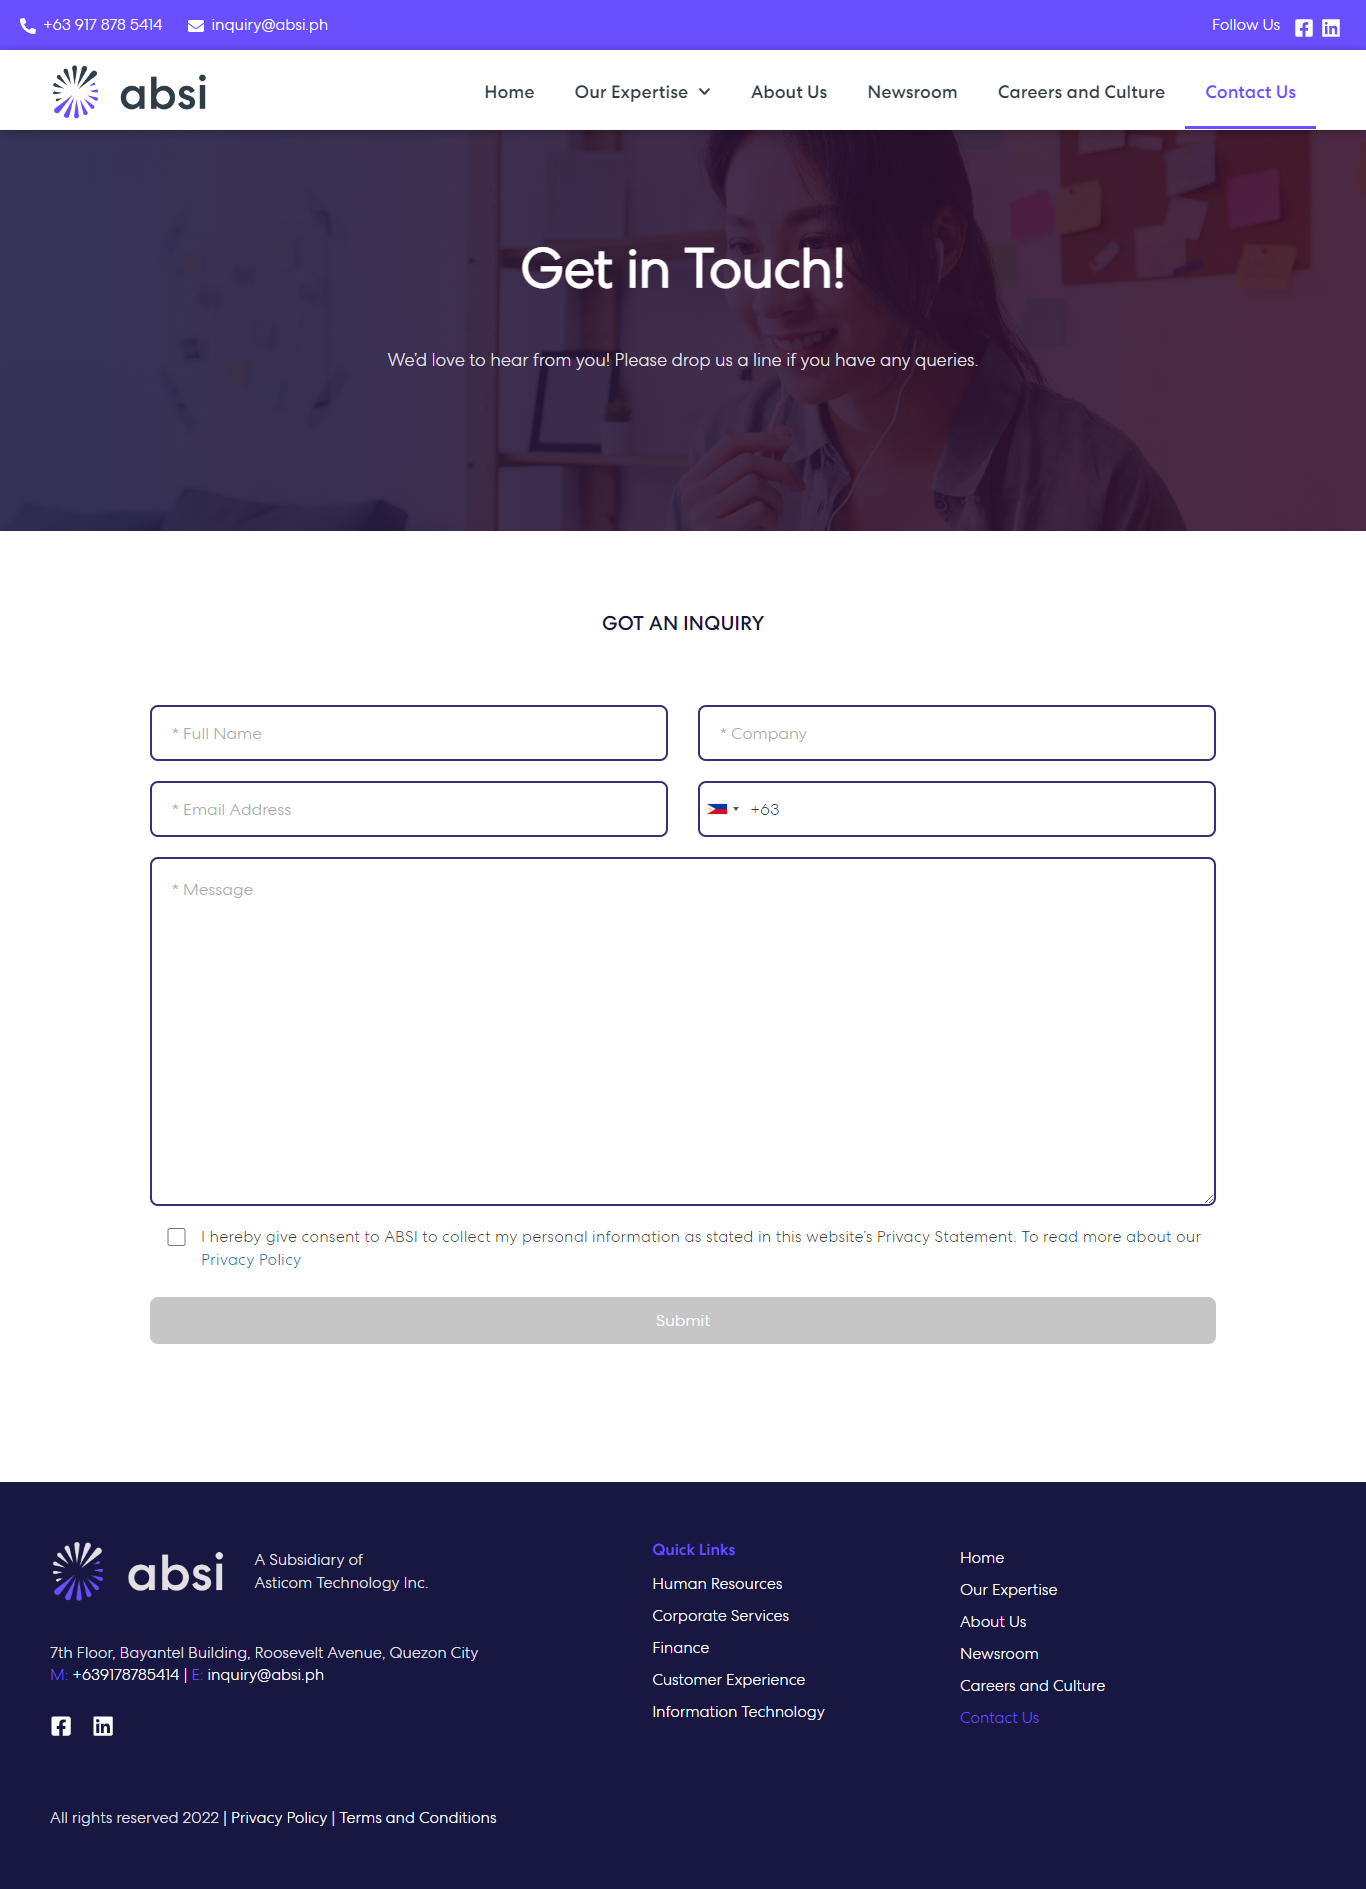 +63 917 878 5414 inquiry@absi.ph Follow Us
absi Home Our Expertise About Us Newsroom Careers and Culture Contact Us
Get in Touch!
We'd love to hear from you! Please drop us a line if you have any queries.
GOT AN INQUIRY
* Full Name * Company
* Email Address +63
* Message
I hereby give consent to ABSI to collect my personal information as stated in this website's Privacy Statement. To read more about our
Privacy Policy
Submit
absi
A Subsidiary of
Asticom Technology Inc.
7th Floor, Bayantel Building, Roosevelt Avenue, Quezon City
M: +639178785414 | E: inquiry@absi.ph
Quick Links
Human Resources
Corporate Services
Finance
Customer Experience
Information Technology
Home
Our Expertise
About Us
Newsroom
Careers and Culture
Contact Us
All rights reserved 2022 | Privacy Policy | Terms and Conditions